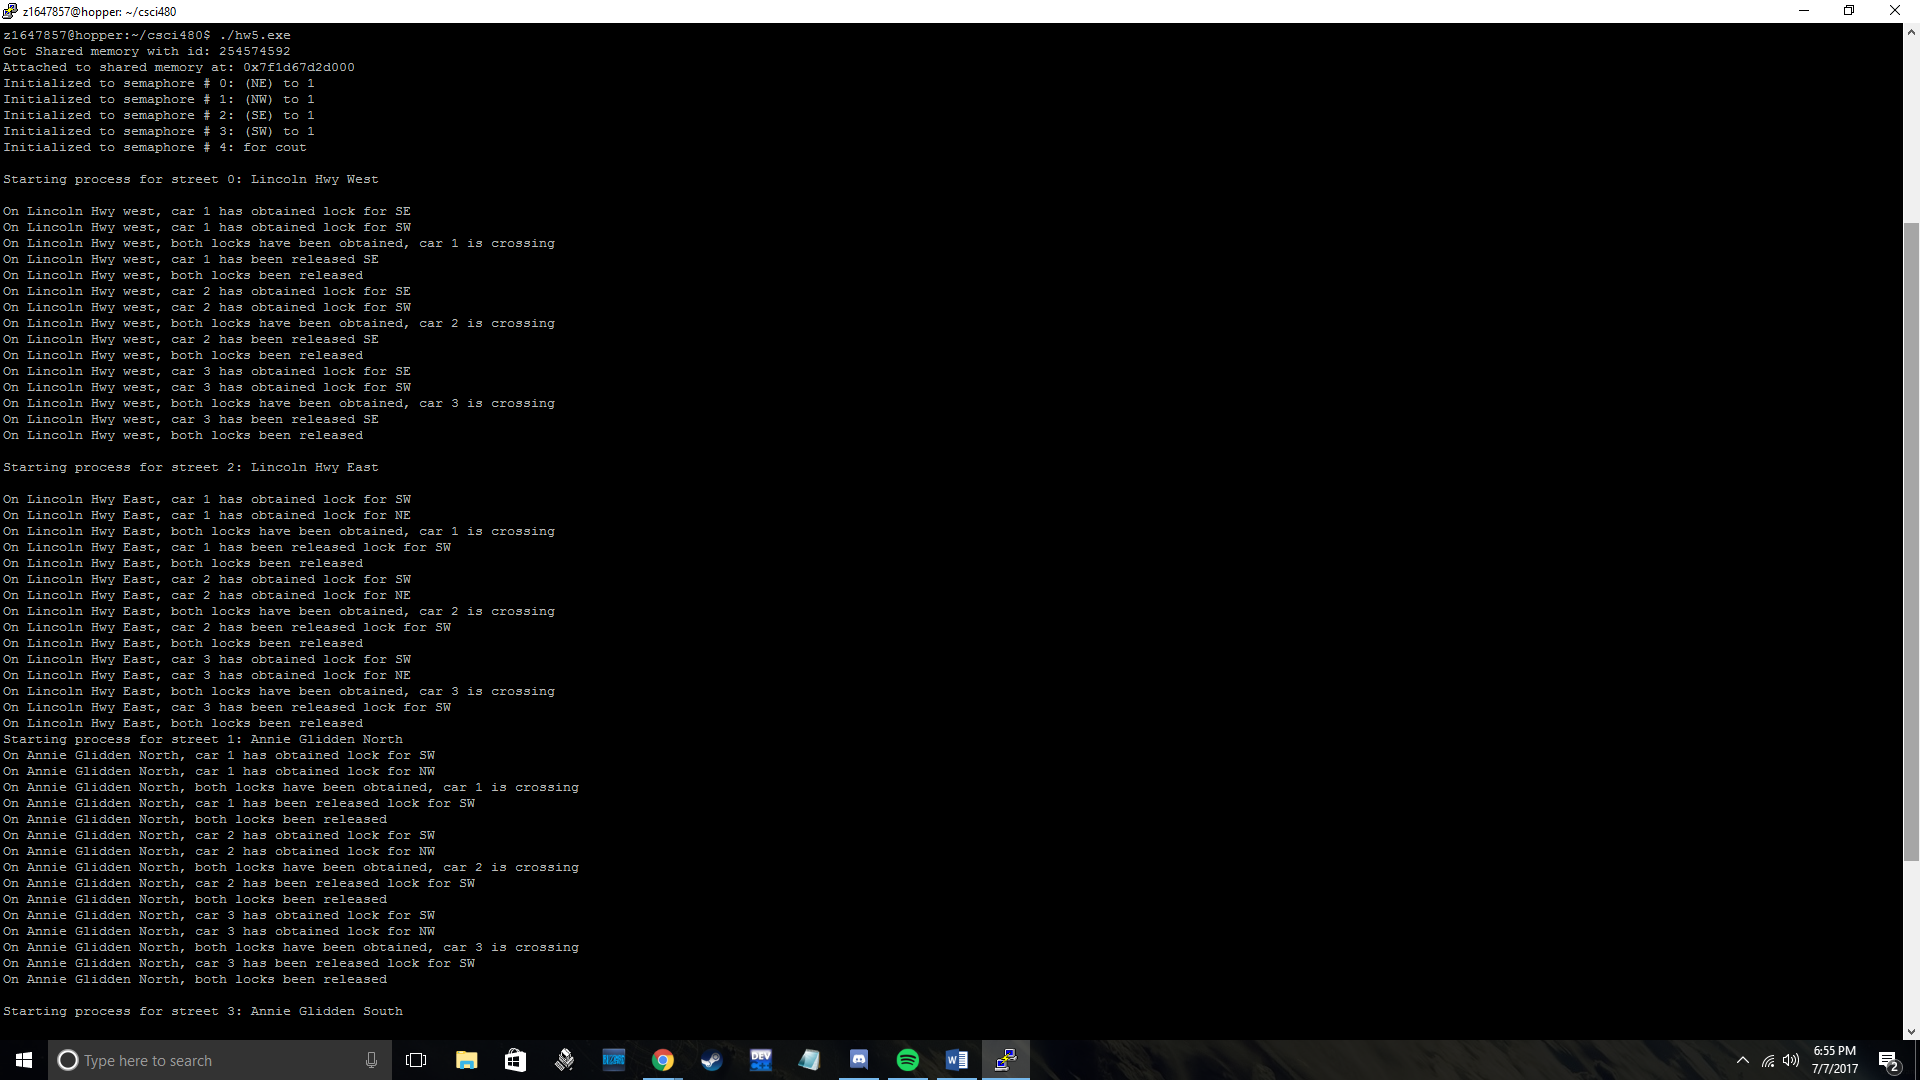 z1647857@hopper: ~/csci480
z1647857@hopper:~/csci480$ ./hw5.exe
Got Shared memory with id: 254574592
Attached to shared memory at: 0x7f1d67d2d000
Initialized to semaphore # 0: (NE) to 1
Initialized to semaphore # 1: (NW) to 1
Initialized to semaphore # 2: (SE) to 1
Initialized to semaphore # 3: (SW) to 1
Initialized to semaphore # 4: for cout
Starting process for street 0: Lincoln Hwy West
On Lincoln Hwy west, car 1 has obtained lock for SE
On Lincoln Hwy west, car 1 has obtained lock for SW
On Lincoln Hwy west, both locks have been obtained, car 1 is crossing
On Lincoln Hwy west, car 1 has been released SE
On Lincoln Hwy west, both locks been released
On Lincoln Hwy west, car 2 has obtained lock for SE
On Lincoln Hwy west, car 2 has obtained lock for SW
On Lincoln Hwy west, both locks have been obtained, car 2 is crossing
On Lincoln Hwy west, car 2 has been released SE
On Lincoln Hwy west, both locks been released
On Lincoln Hwy west, car 3 has obtained lock for SE
On Lincoln Hwy west, car 3 has obtained lock for SW
On Lincoln Hwy west, both locks have been obtained, car 3 is crossing
On Lincoln Hwy west, car 3 has been released SE
On Lincoln Hwy west, both locks been released
Starting process for street 2: Lincoln Hwy East
On Lincoln Hwy East, car 1 has obtained lock for SW
On Lincoln Hwy East, car 1 has obtained lock for NE
On Lincoln Hwy East, both locks have been obtained, car 1 is crossing
On Lincoln Hwy East, car 1 has been released lock for SW
On Lincoln Hwy East, both locks been released
On Lincoln Hwy East, car 2 has obtained lock for SW
On Lincoln Hwy East, car 2 has obtained lock for NE
On Lincoln Hwy East, both locks have been obtained, car 2 is crossing
On Lincoln Hwy East, car 2 has been released lock for SW
On Lincoln Hwy East, both locks been released
On Lincoln Hwy East, car 3 has obtained lock for SW
On Lincoln Hwy East, car 3 has obtained lock for NE
On Lincoln Hwy East, both locks have been obtained, car 3 is crossing
On Lincoln Hwy East, car 3 has been released lock for SW
On Lincoln Hwy East, both locks been released
Starting process for street 1: Annie Glidden North
On Annie Glidden North, car 1 has obtained lock for SW
On Annie Glidden North, car 1 has obtained lock for NW
On Annie Glidden North, both locks have been obtained, car 1 is crossing
On Annie Glidden North, car 1 has been released lock for SW
On Annie Glidden North, both locks been released
On Annie Glidden North, car 2 has obtained lock for SW
On Annie Glidden North, car 2 has obtained lock for NW
On Annie Glidden North, both locks have been obtained, car 2 is crossing
On Annie Glidden North, car 2 has been released lock for SW
On Annie Glidden North, both locks been released
On Annie Glidden North, car 3 has obtained lock for SW
On Annie Glidden North, car 3 has obtained lock for NW
On Annie Glidden North, both locks have been obtained, car 3 is crossing
On Annie Glidden North, car 3 has been released lock for SW
On Annie Glidden North, both locks been released
Starting process for street 3: Annie Glidden South
Type here to search
DEV
6:55 PM
7/7/2017
2